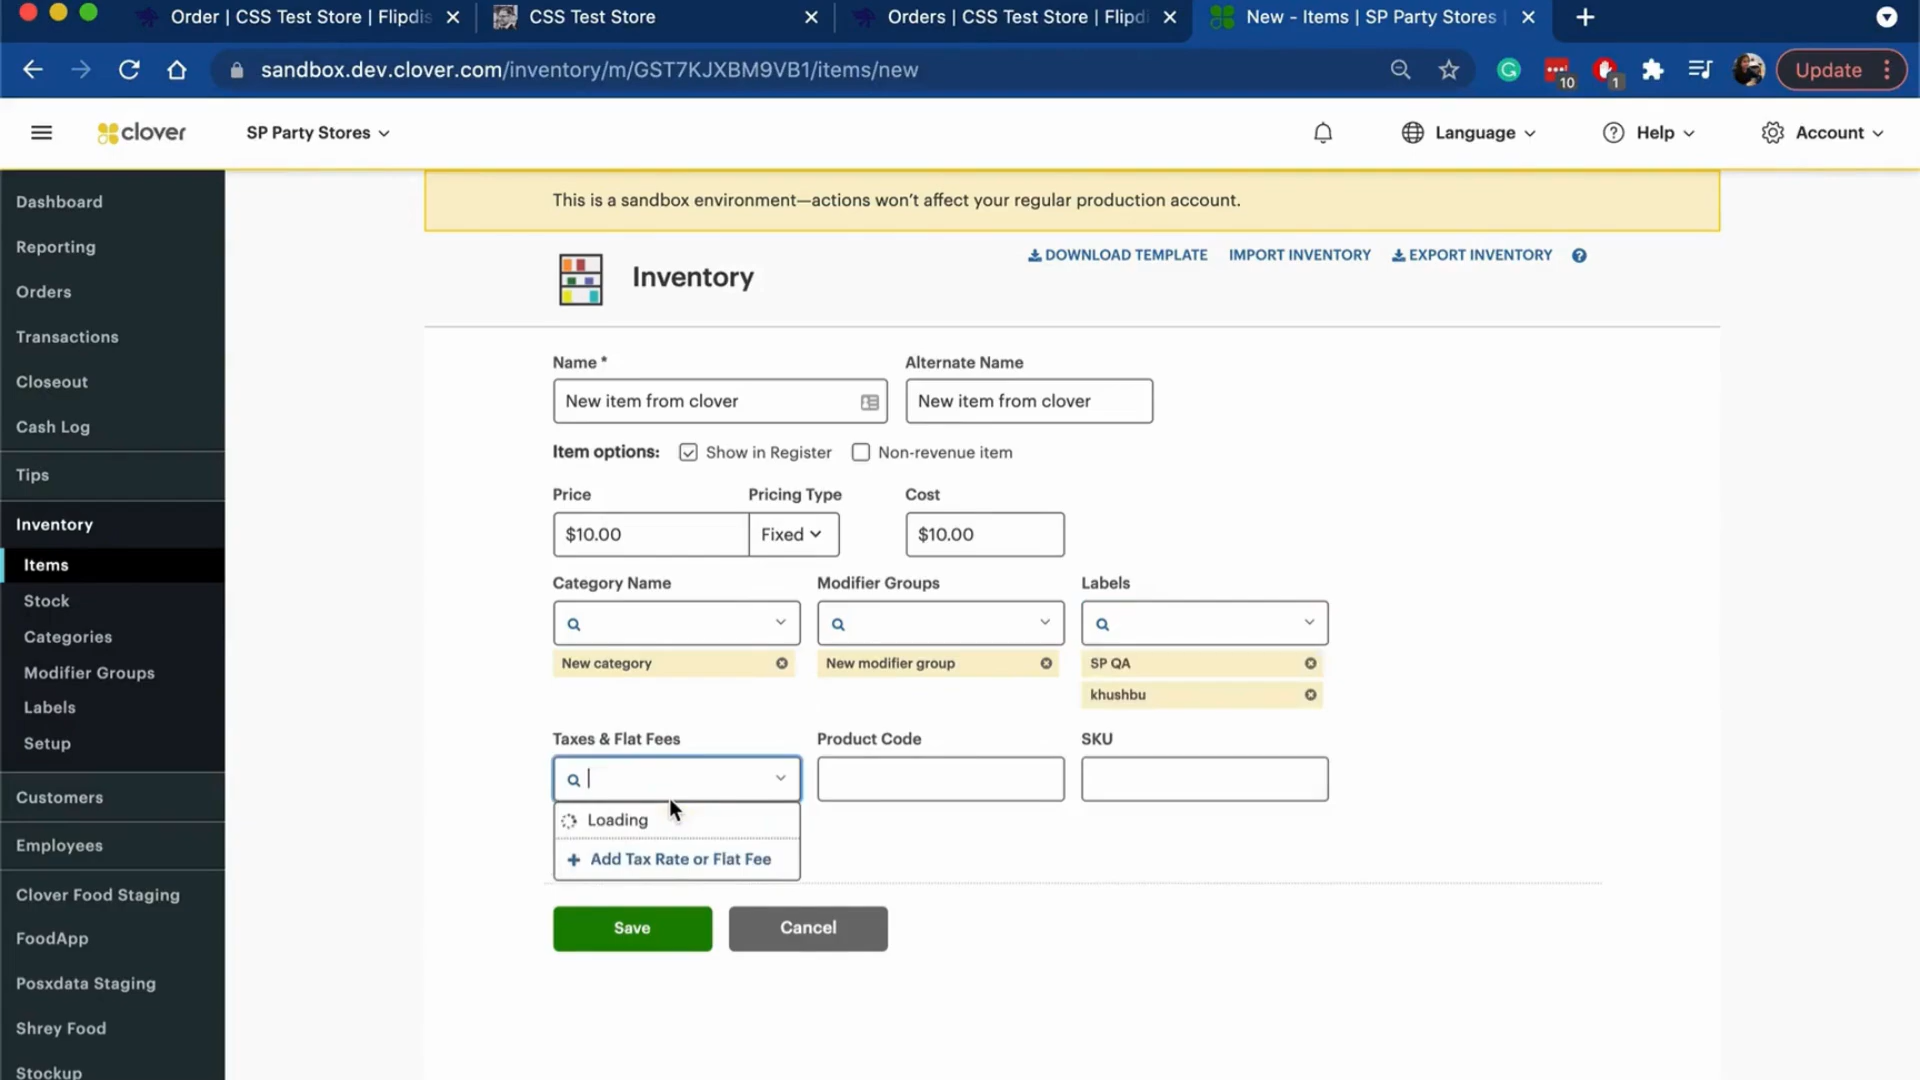 Order | CSS Test Store | Flipdis
CSS Test Store
Orders | CSS Test Store | Flipdi
New - Items | SP Party Stores |
sandbox.dev.clover.com/inventory/m/GST7KJXBM9VB1/items/new
10
1
Update
clover
SP Party Stores
Language
Help
Account
Dashboard
Reporting
Orders
Transactions
Closeout
Cash Log
Tips
Inventory
Items
Stock
Categories
Modifier Groups
Labels
Setup
Customers
Employees
Clover Food Staging
FoodApp
Posxdata Staging
Shrey Food
Stockup
This is a sandbox environment—actions won't affect your regular production account.
Inventory
DOWNLOAD TEMPLATE IMPORT INVENTORY EXPORT INVENTORY ?
Name * Alternate Name
New item from clover New item from clover
Item options: Show in Register Non-revenue item
Price Pricing Type Cost
$10.00 Fixed $10.00
Category Name Modifier Groups Labels
New category New modifier group SP QA
khushbu
Taxes & Flat Fees Product Code SKU
Loading
+ Add Tax Rate or Flat Fee
Save Cancel